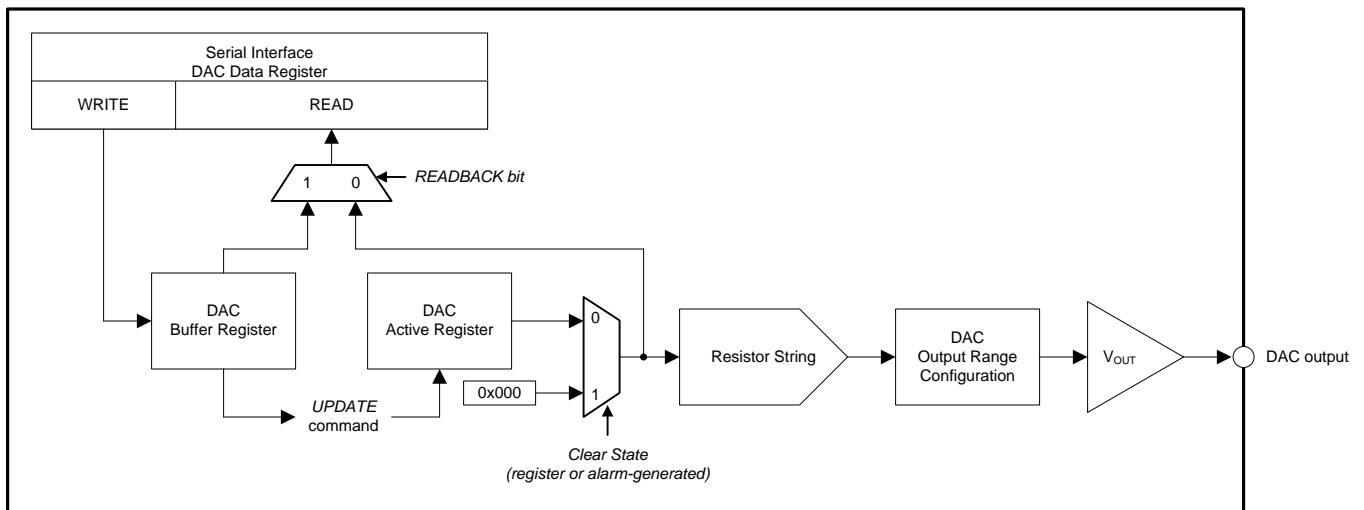 Serial Interface
DAC Data Register
WRITE
READ
1
0
READBACK bit
DAC
Buffer Register
DAC
Active Register
UPDATE
command
0x000
0
1
Clear State
(register or alarm-generated)
Resistor String
DAC
Output Range
Configuration
VOUT
DAC output